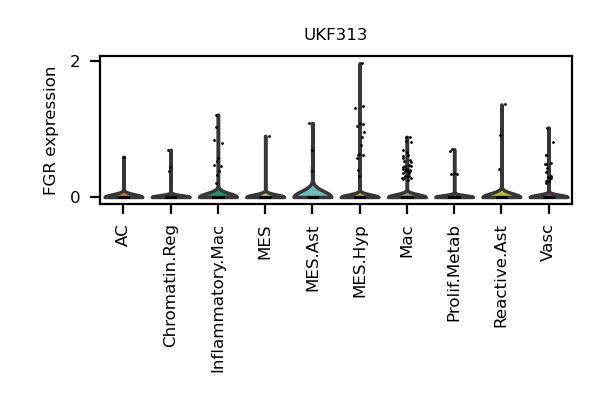 UKF313
FGR expression
2
0
AC
Chromatin.Reg
Inflammatory.Mac
MES
MES.Ast
MES.Hyp
Mac
Prolif.Metab
Reactive.Ast
Vasc